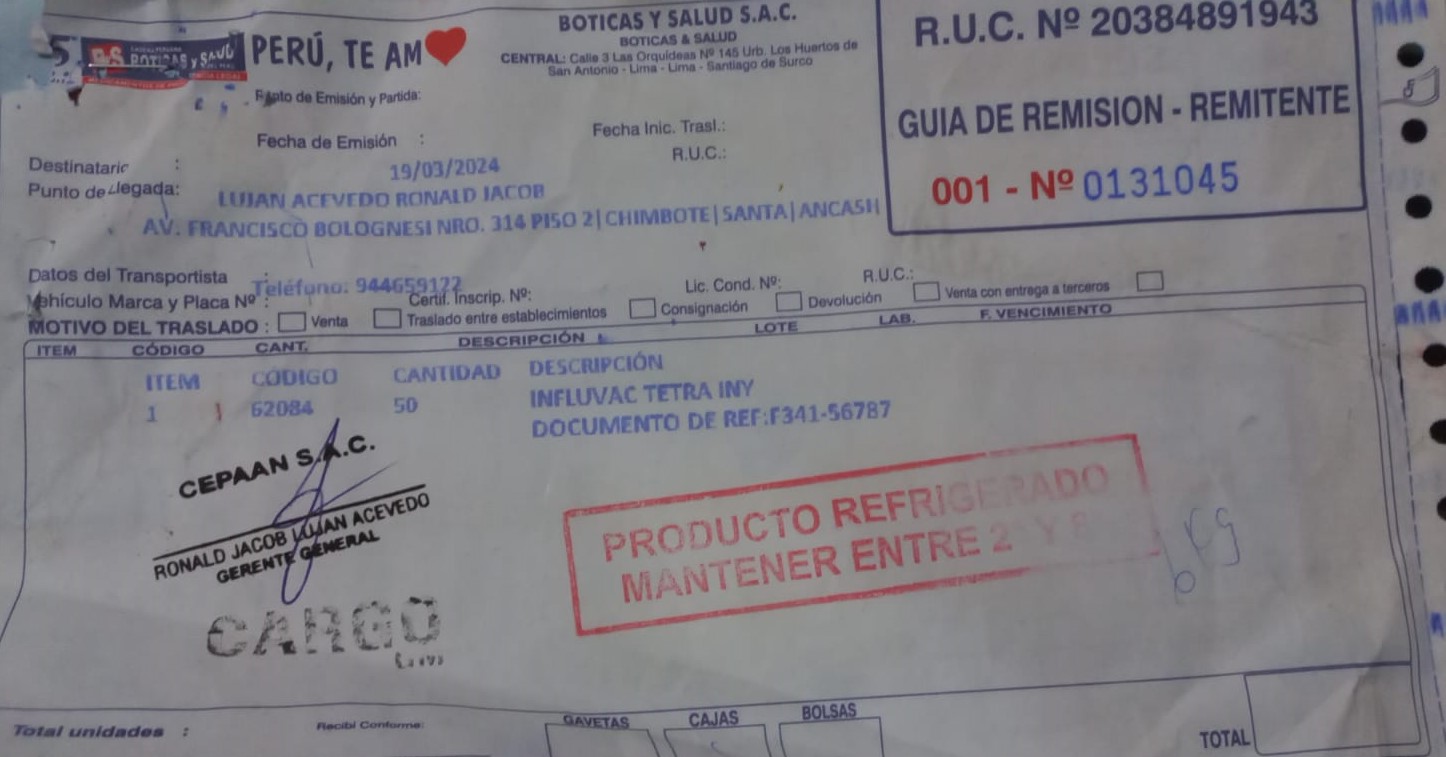 BOTICAS Y SALUD
PERÚ, TE AM
BOTICAS Y SALUD S.A.C.
BOTICAS & SALUD
CENTRAL: Calle 3 Las Orquideas Nº 145 Urb. Los Huertos de
San Antonio - Lima - Lima - Santiago de Surco
R.U.C. Nº 20384891943
GUIA DE REMISION - REMITENTE
001 - Nº 0131045
Punto de Emisión y Partida:
Fecha de Emisión :
Fecha Inic. Trasl.:
Destinatario :
19/03/2024
R.U.C.:
Punto de Llegada:
LUJAN ACEVEDO RONALD JACOB
AV. FRANCISCO BOLOGNESI NRO. 314 PISO 2|CHIMBOTE|SANTA|ANCASH
Datos del Transportista :
Teléfono: 944659122
Lic. Cond. Nº:
R.U.C.:
Vehículo Marca y Placa Nº :
Certif. Inscrip. Nº:
MOTIVO DEL TRASLADO : Venta Traslado entre establecimientos Consignación Devolución Venta con entrega a terceros
ITEM CÓDIGO CANT. DESCRIPCIÓN LOTE LAB. F. VENCIMIENTO
ITEM CÓDIGO CANTIDAD DESCRIPCIÓN
1 62084 50 INFLUVAC TETRA INY
DOCUMENTO DE REF:F341-56787
CEPAAN S.A.C.
RONALD JACOB LUJAN ACEVEDO
GERENTE GENERAL
CARGO
PRODUCTO REFRIGERADO
MANTENER ENTRE 2° Y 8
Total unidades :
Recibi Conforme:
GAVETAS
CAJAS
BOLSAS
TOTAL